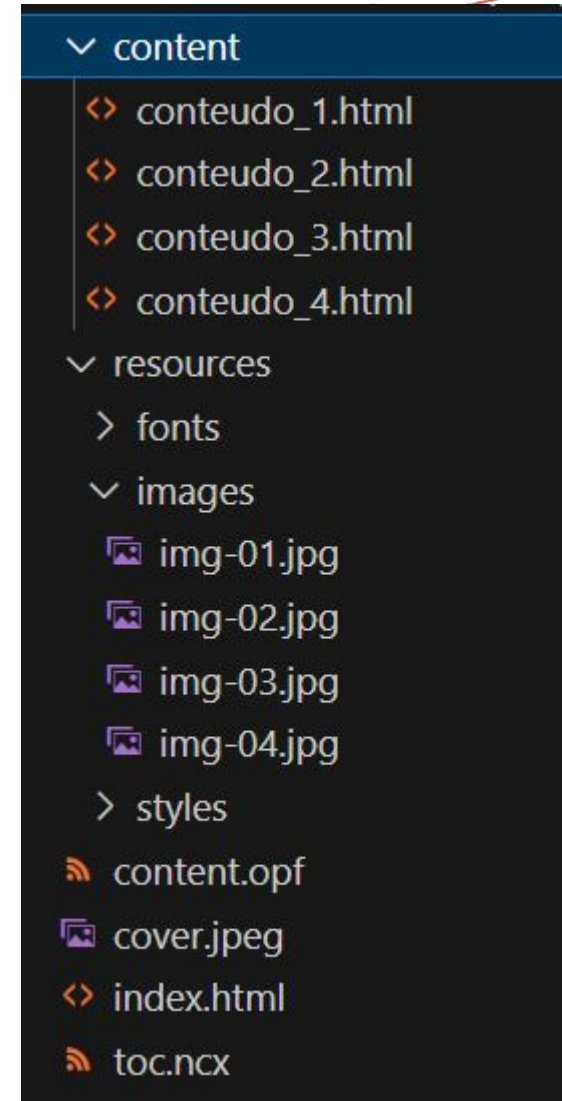 content
conteudo_1.html
conteudo_2.html
conteudo_3.html
conteudo_4.html
resources
fonts
images
img-01.jpg
img-02.jpg
img-03.jpg
img-04.jpg
styles
content.opf
cover.jpeg
index.html
toc.ncx